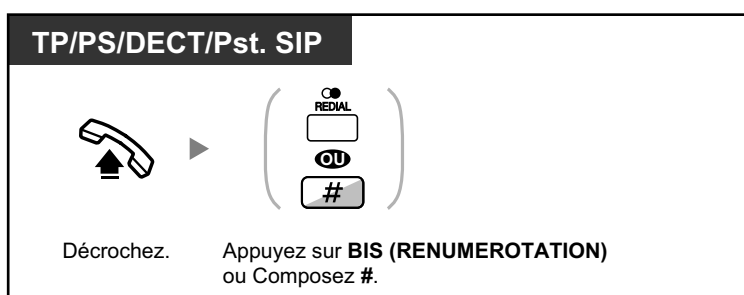 TP/PS/DECT/Pst. SIP
REDIAL
OU
#
Décrochez.
Appuyez sur BIS (RENUMEROTATION)
ou Composez #.